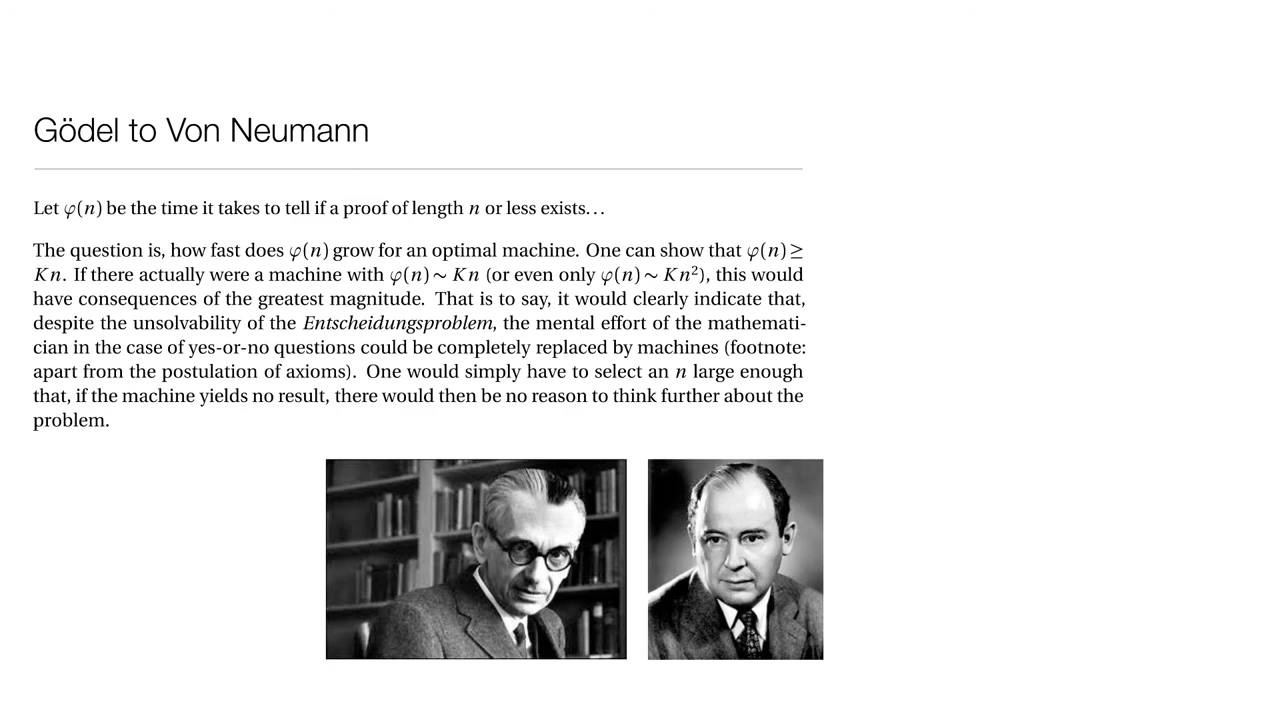 Gödel to Von Neumann
Let φ(n) be the time it takes to tell if a proof of length n or less exists...
The question is, how fast does φ(n) grow for an optimal machine. One can show that φ(n) ≥
Kn. If there actually were a machine with φ(n) ∼ Kn (or even only φ(n) ∼ Kn²), this would
have consequences of the greatest magnitude. That is to say, it would clearly indicate that,
despite the unsolvability of the Entscheidungsproblem, the mental effort of the mathemati-
cian in the case of yes-or-no questions could be completely replaced by machines (footnote:
apart from the postulation of axioms). One would simply have to select an n large enough
that, if the machine yields no result, there would then be no reason to think further about the
problem.